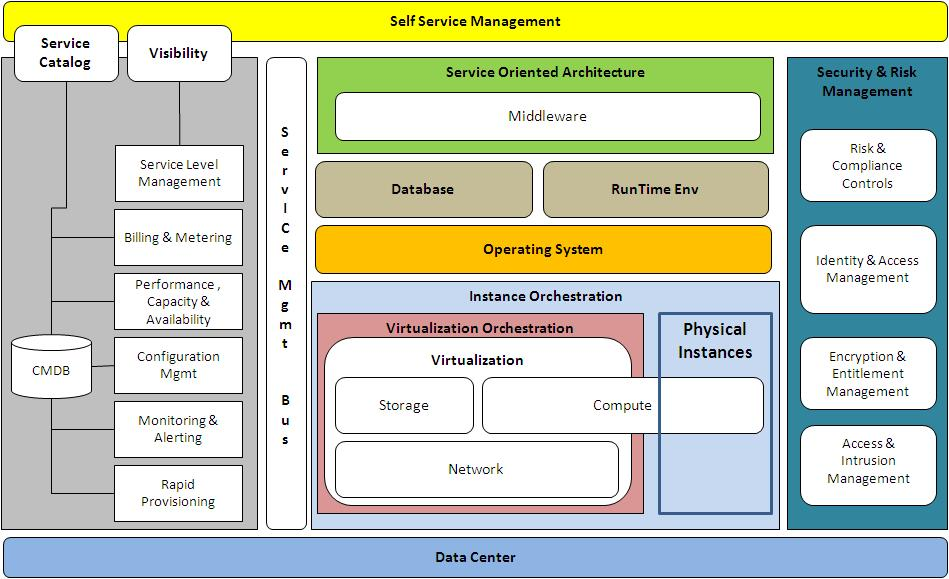 Self Service Management
Service
Catalog
Visibility
Service Level
Management
Billing & Metering
Performance ,
Capacity &
Availability
CMDB
Configuration
Mgmt
Monitoring &
Alerting
Rapid
Provisioning
S
e
r
v
I
C
e
M
g
m
t
B
u
s
Service Oriented Architecture
Middleware
Database
RunTime Env
Operating System
Instance Orchestration
Virtualization Orchestration
Virtualization
Storage
Compute
Network
Physical
Instances
Security & Risk
Management
Risk &
Compliance
Controls
Identity & Access
Management
Encryption &
Entitlement
Management
Access &
Intrusion
Management
Data Center